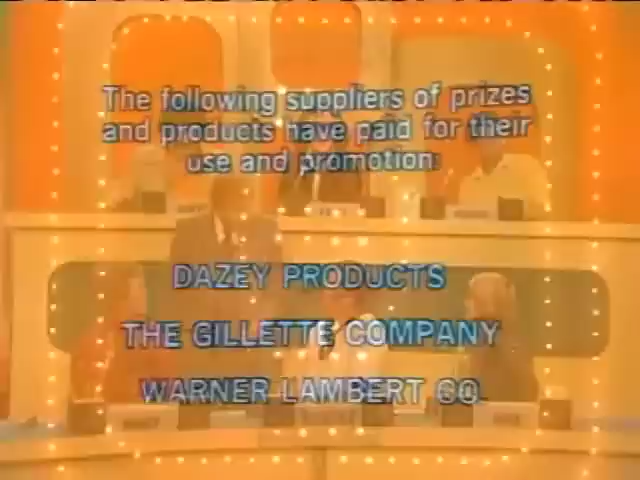 The following suppliers of prizes
and products have paid for their
use and promotion:
DAZEY PRODUCTS
THE GILLETTE COMPANY
WARNER LAMBERT CO.